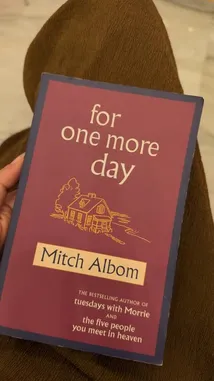 for
one more
day
Mitch Albom
THE BESTSELLING AUTHOR OF
tuesdays with Morrie
AND
the five people
you meet in heaven